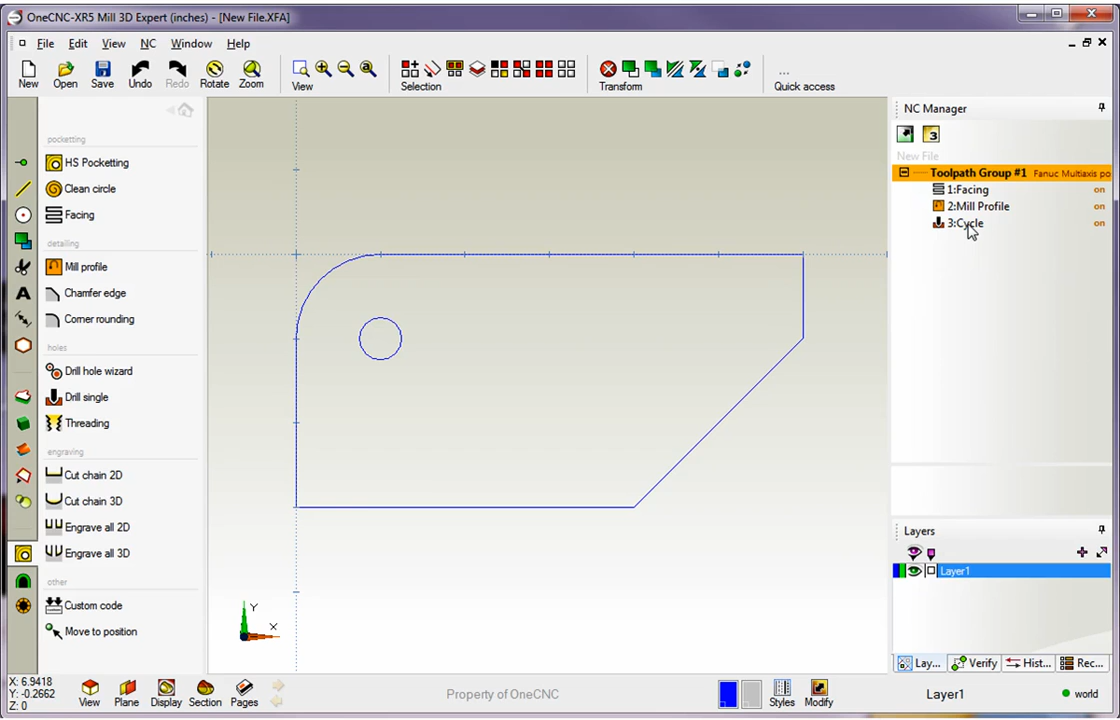 OneCNC-XR5 Mill 3D Expert (inches) - [New File.XFA]
File Edit View NC Window Help
New Open Save Undo Redo Rotate Zoom View Selection Transform ... Quick access
pocketting
HS Pocketting
Clean circle
Facing
detailing
Mill profile
Chamfer edge
Corner rounding
holes
Drill hole wizard
Drill single
Threading
engraving
Cut chain 2D
Cut chain 3D
Engrave all 2D
Engrave all 3D
other
Custom code
Move to position
Y
X
NC Manager
3
New File
Toolpath Group #1 Fanuc Multiaxis po
1:Facing on
2:Mill Profile on
3:Cycle on
Layers
Layer1
Lay... Verify Hist... Rec...
X: 6.9418
Y: -0.2662
Z: 0
View Plane Display Section Pages
Property of OneCNC
Styles Modify
Layer1
world